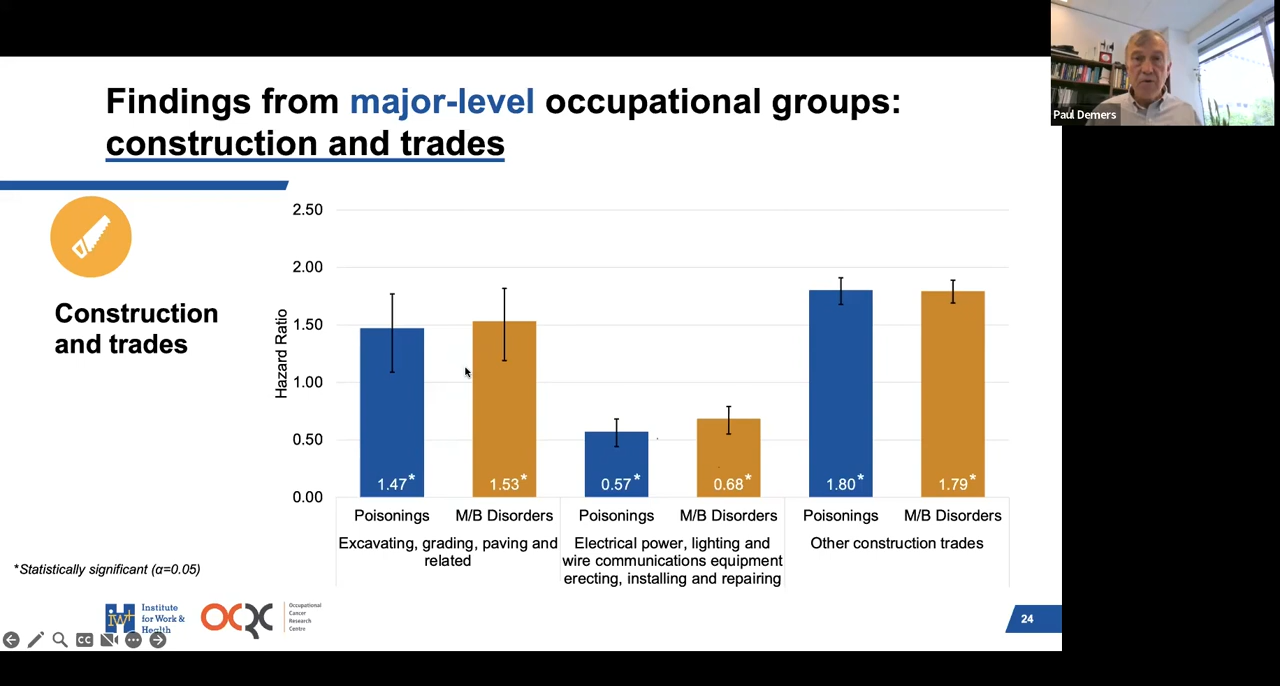 Findings from major-level occupational groups:
construction and trades
Paul Demers
Construction
and trades
Hazard Ratio
2.50
2.00
1.50
1.00
0.50
0.00
1.47*
1.53*
0.57*
0.68*
1.80*
1.79*
Poisonings
M/B Disorders
Poisonings
M/B Disorders
Poisonings
M/B Disorders
Excavating, grading, paving and
related
Electrical power, lighting and
wire communications equipment
erecting, installing and repairing
Other construction trades
*Statistically significant (α=0.05)
iwh
Institute
for Work &
Health
OCRC
Occupational
Cancer
Research
Centre
CC
24